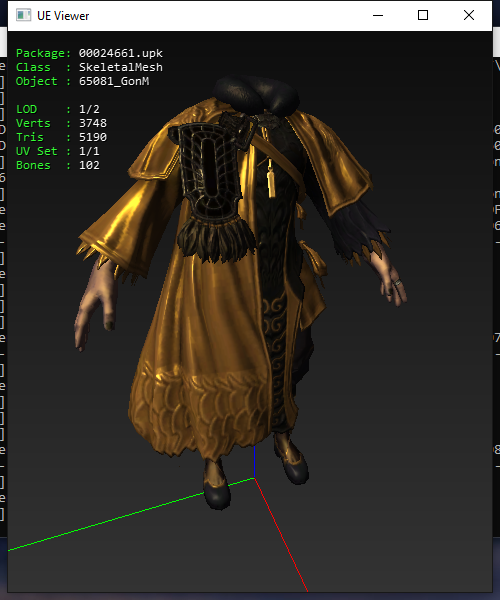 UE Viewer
Package: 00024661.upk
Class  : SkeletalMesh
Object : 65081_GonM
LOD    : 1/2
Verts  : 3748
Tris   : 5190
UV Set : 1/1
Bones  : 102